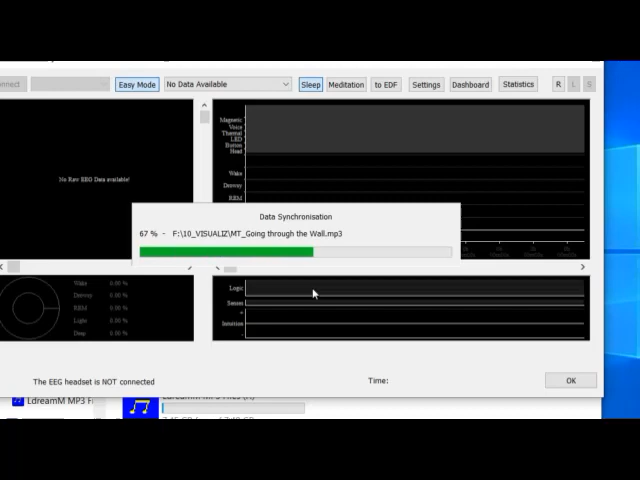 nnect Easy Mode No Data Available Sleep Meditation to EDF Settings Dashboard Statistics R L S
No Raw EEG Data available!
Magnetic
Voice
Thermal
LED
Button
Head
Wake
Drowsy
REM
Data Synchronisation
67 % - F:\10_VISUALIZ\MT_Going through the Wall.mp3
Wake 0.00 %
Drowsy 0.00 %
REM 0.00 %
Light 0.00 %
Deep 0.00 %
Logic
Senses
Intuition
The EEG headset is NOT connected
Time:
OK
LdreamM MP3 Fi